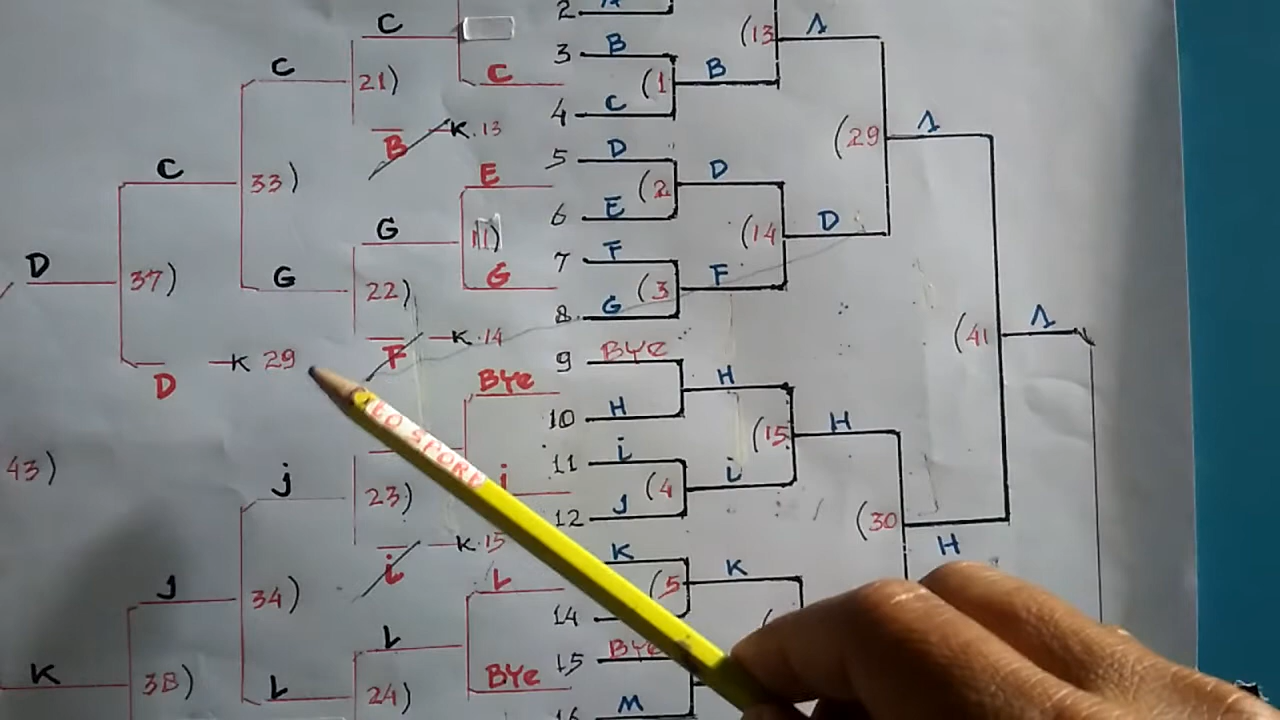 2 A
C
3 B
(13 A
C
(1
B
21)
C
4 C
B K.13
5 D
(29
A
C
E
(2
D
33)
6 E
G
11)
7 F
(14
D
D
37)
G
G
(3
F
22)
8 G
F K.14
(41
A
D K 29
9 BYE
BYE
H
10 H
11 i
(15
H
43)
j
i
23)
(4
i
12 J
(30
H
i K.15
K
J
34)
L
(5
K
14
L
15 BYE
K
38)
L
24)
BYE
16 M
TO SPORT